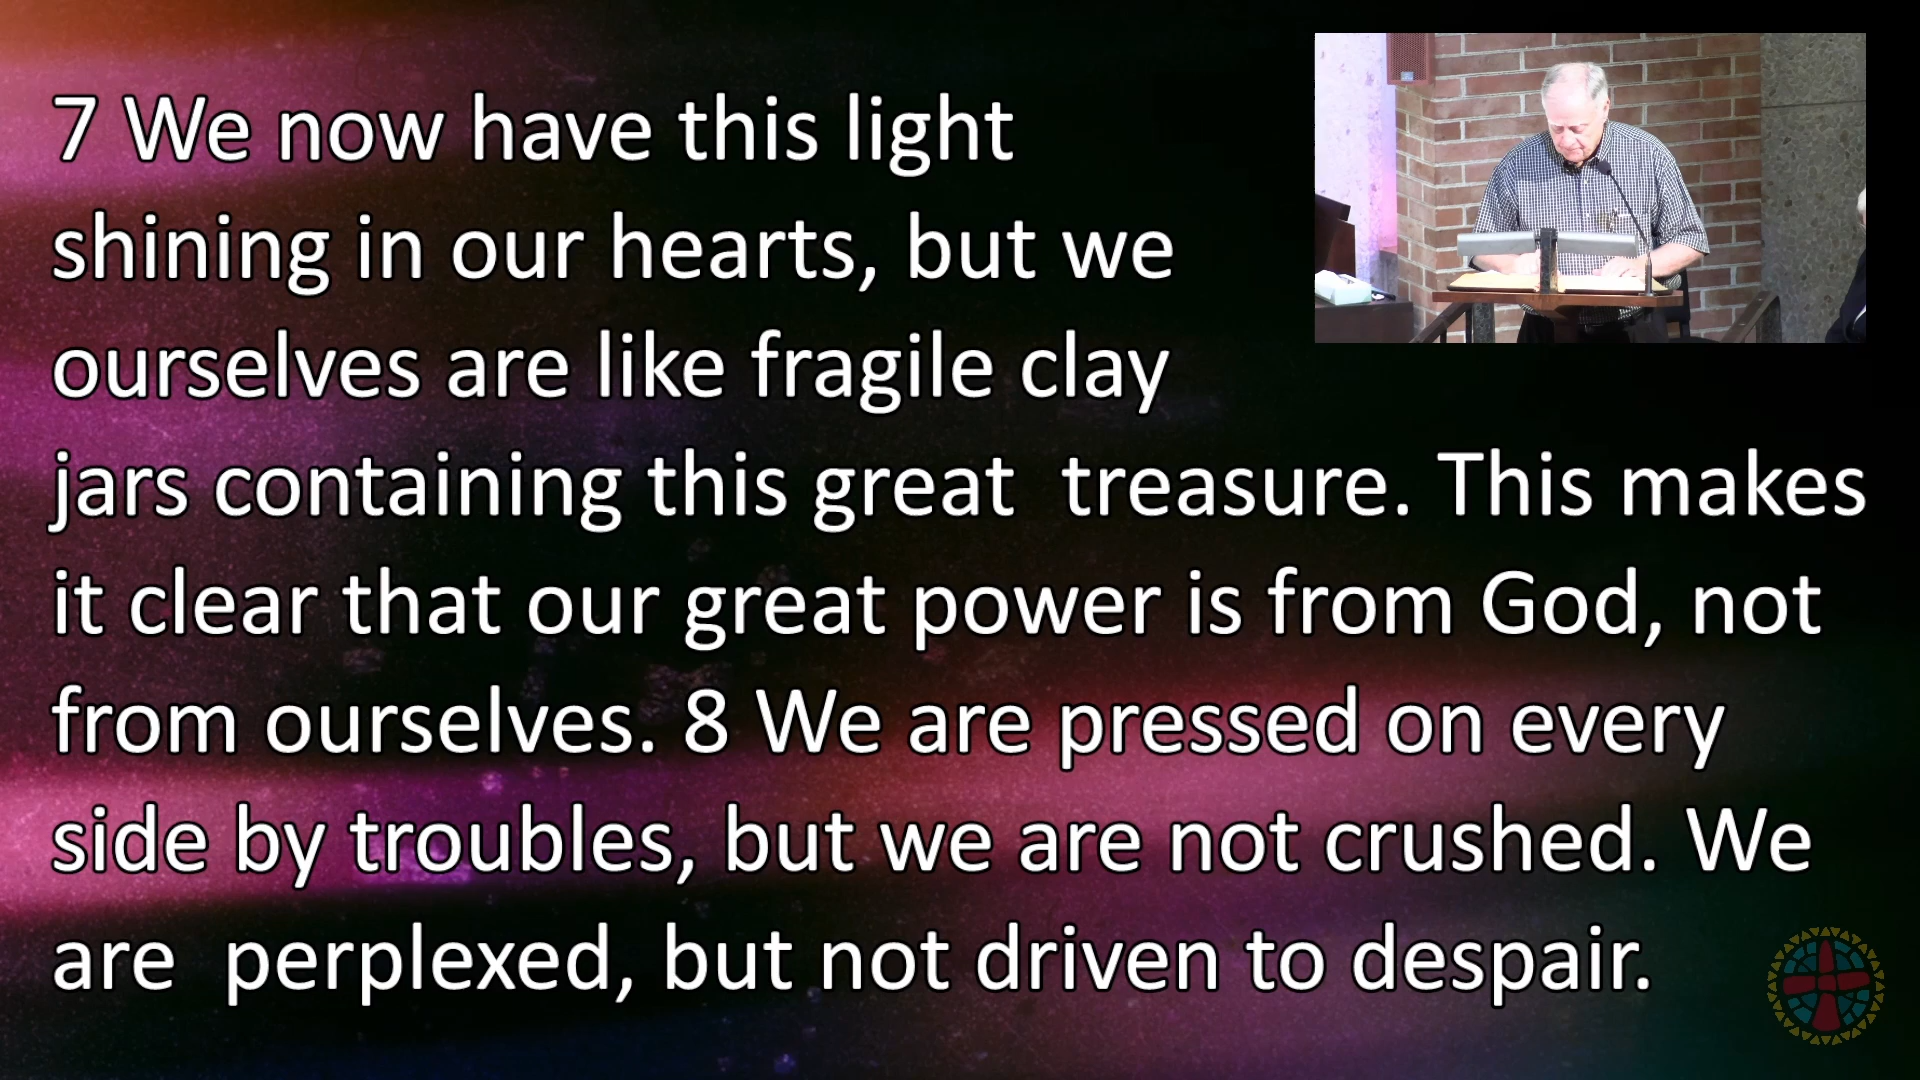 7 We now have this light
shining in our hearts, but we
ourselves are like fragile clay
jars containing this great  treasure. This makes
it clear that our great power is from God, not
from ourselves. 8 We are pressed on every
side by troubles, but we are not crushed. We
are  perplexed, but not driven to despair.